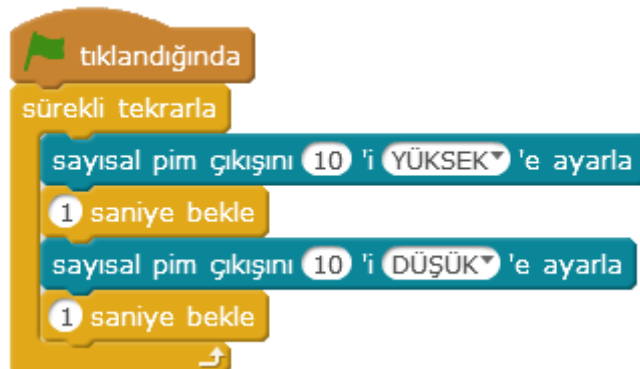 tıklandığında
sürekli tekrarla
sayısal pim çıkışını 10 'i YÜKSEK 'e ayarla
1 saniye bekle
sayısal pim çıkışını 10 'i DÜŞÜK 'e ayarla
1 saniye bekle